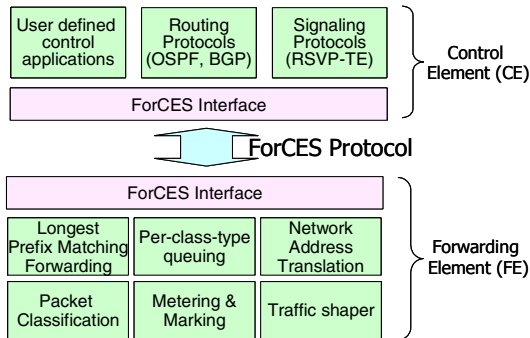 User defined
control
applications
Routing
Protocols
(OSPF, BGP)
Signaling
Protocols
(RSVP-TE)
Control
Element (CE)
ForCES Interface
ForCES Protocol
ForCES Interface
Longest
Prefix Matching
Forwarding
Per-class-type
queuing
Network
Address
Translation
Forwarding
Element (FE)
Packet
Classification
Metering &
Marking
Traffic shaper